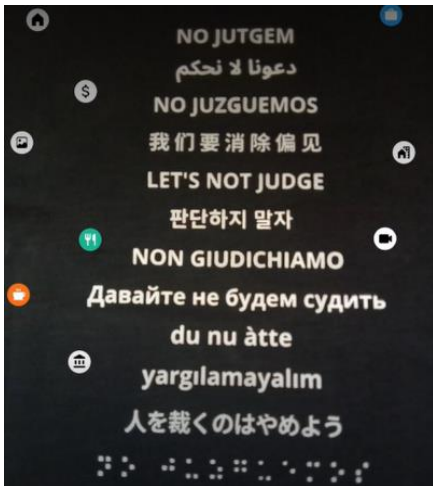 NO JUTGEM
دعونا لا نحكم
NO JUZGUEMOS
我们要消除偏见
LET'S NOT JUDGE
판단하지 말자
NON GIUDICHIAMO
Давайте не будем судить
du nu àtte
yargılamayalım
人を裁くのはやめよう